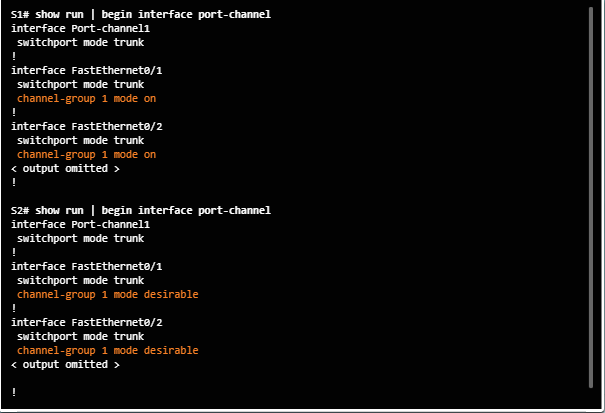 S1# show run | begin interface port-channel
interface Port-channel1
 switchport mode trunk
!
interface FastEthernet0/1
 switchport mode trunk
 channel-group 1 mode on
!
interface FastEthernet0/2
 switchport mode trunk
 channel-group 1 mode on
< output omitted >
!
S2# show run | begin interface port-channel
interface Port-channel1
 switchport mode trunk
!
interface FastEthernet0/1
 switchport mode trunk
 channel-group 1 mode desirable
!
interface FastEthernet0/2
 switchport mode trunk
 channel-group 1 mode desirable
< output omitted >
!